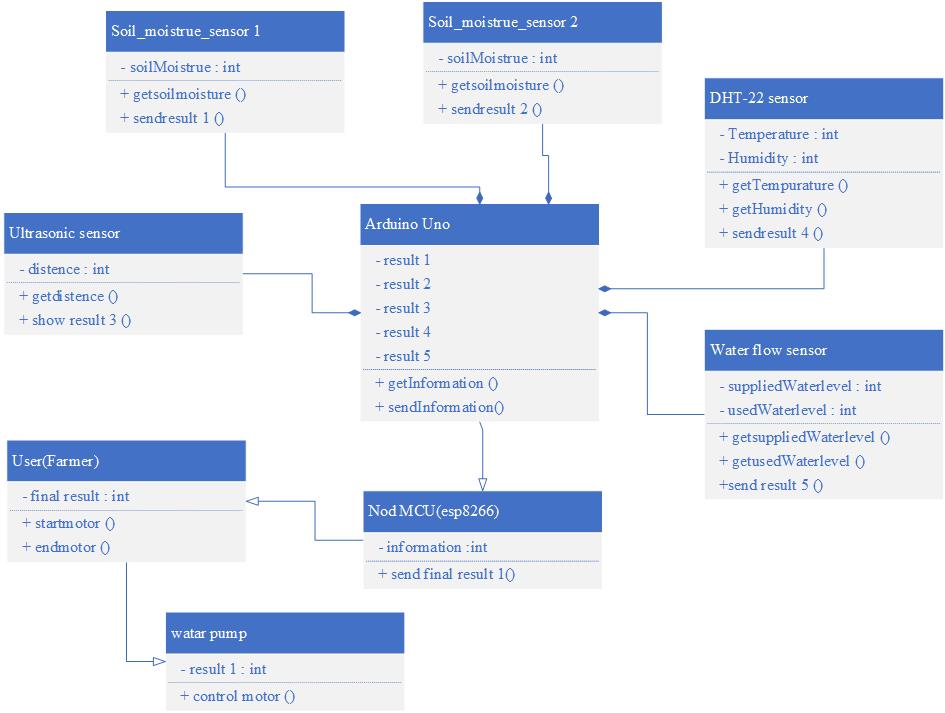 Soil_moistrue_sensor 1
- soilMoistrue : int
+ getsoilmoisture ()
+ sendresult 1 ()
Soil_moistrue_sensor 2
- soilMoistrue : int
+ getsoilmoisture ()
+ sendresult 2 ()
DHT-22 sensor
- Temperature : int
- Humidity : int
+ getTempurature ()
+ getHumidity ()
+ sendresult 4 ()
Ultrasonic sensor
- distence : int
+ getdistence ()
+ show result 3 ()
Arduino Uno
- result 1
- result 2
- result 3
- result 4
- result 5
+ getInformation ()
+ sendInformation()
Water flow sensor
- suppliedWaterlevel : int
- usedWaterlevel : int
+ getsuppliedWaterlevel ()
+ getusedWaterlevel ()
+send result 5 ()
User(Farmer)
- final result : int
+ startmotor ()
+ endmotor ()
Nod MCU(esp8266)
- information :int
+ send final result 1()
watar pump
- result 1 : int
+ control motor ()